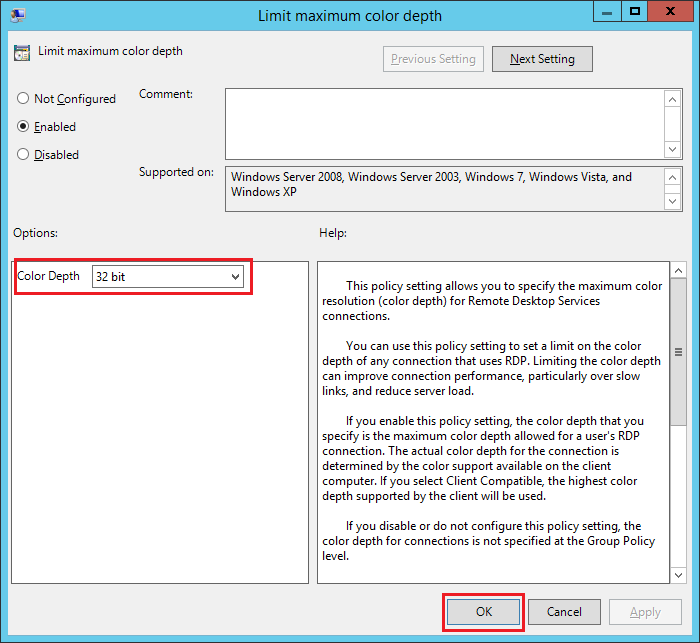 Limit maximum color depth
Limit maximum color depth
Previous Setting
Next Setting
Not Configured
Comment:
Enabled
Disabled
Supported on:
Windows Server 2008, Windows Server 2003, Windows 7, Windows Vista, and
Windows XP
Options:
Help:
Color Depth
32 bit
This policy setting allows you to specify the maximum color
resolution (color depth) for Remote Desktop Services
connections.
You can use this policy setting to set a limit on the color
depth of any connection that uses RDP. Limiting the color depth
can improve connection performance, particularly over slow
links, and reduce server load.
If you enable this policy setting, the color depth that you
specify is the maximum color depth allowed for a user's RDP
connection. The actual color depth for the connection is
determined by the color support available on the client
computer. If you select Client Compatible, the highest color
depth supported by the client will be used.
If you disable or do not configure this policy setting, the
color depth for connections is not specified at the Group Policy
level.
OK
Cancel
Apply